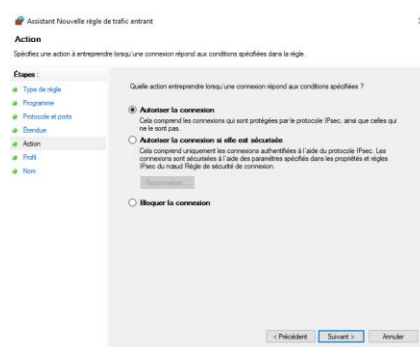 Assistant Nouvelle règle de trafic entrant
Action
Spécifiez une action à entreprendre lorsqu'une connexion répond aux conditions spécifiées dans la règle.
Étapes :
Type de règle
Programme
Protocole et ports
Étendue
Action
Profil
Nom
Quelle action entreprendre lorsqu'une connexion répond aux conditions spécifiées ?
Autoriser la connexion
Cela comprend les connexions qui sont protégées par le protocole IPsec, ainsi que celles qui
ne le sont pas.
Autoriser la connexion si elle est sécurisée
Cela comprend uniquement les connexions authentifiées à l'aide du protocole IPsec. Les
connexions sont sécurisées à l'aide des paramètres spécifiés dans les propriétés et règles
IPsec du nœud Règle de sécurité de connexion.
Personnaliser...
Bloquer la connexion
< Précédent
Suivant >
Annuler